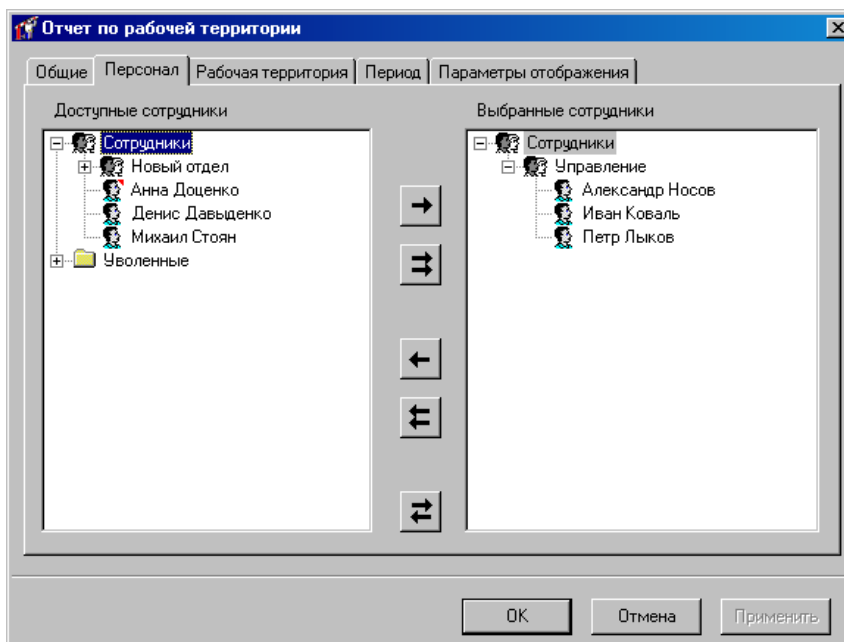 Отчет по рабочей территории
Общие Персонал Рабочая территория Период Параметры отображения
Доступные сотрудники
Сотрудники
Новый отдел
Анна Доценко
Денис Давыденко
Михаил Стоян
Уволенные
Выбранные сотрудники
Сотрудники
Управление
Александр Носов
Иван Коваль
Петр Лыков
OK Отмена Применить